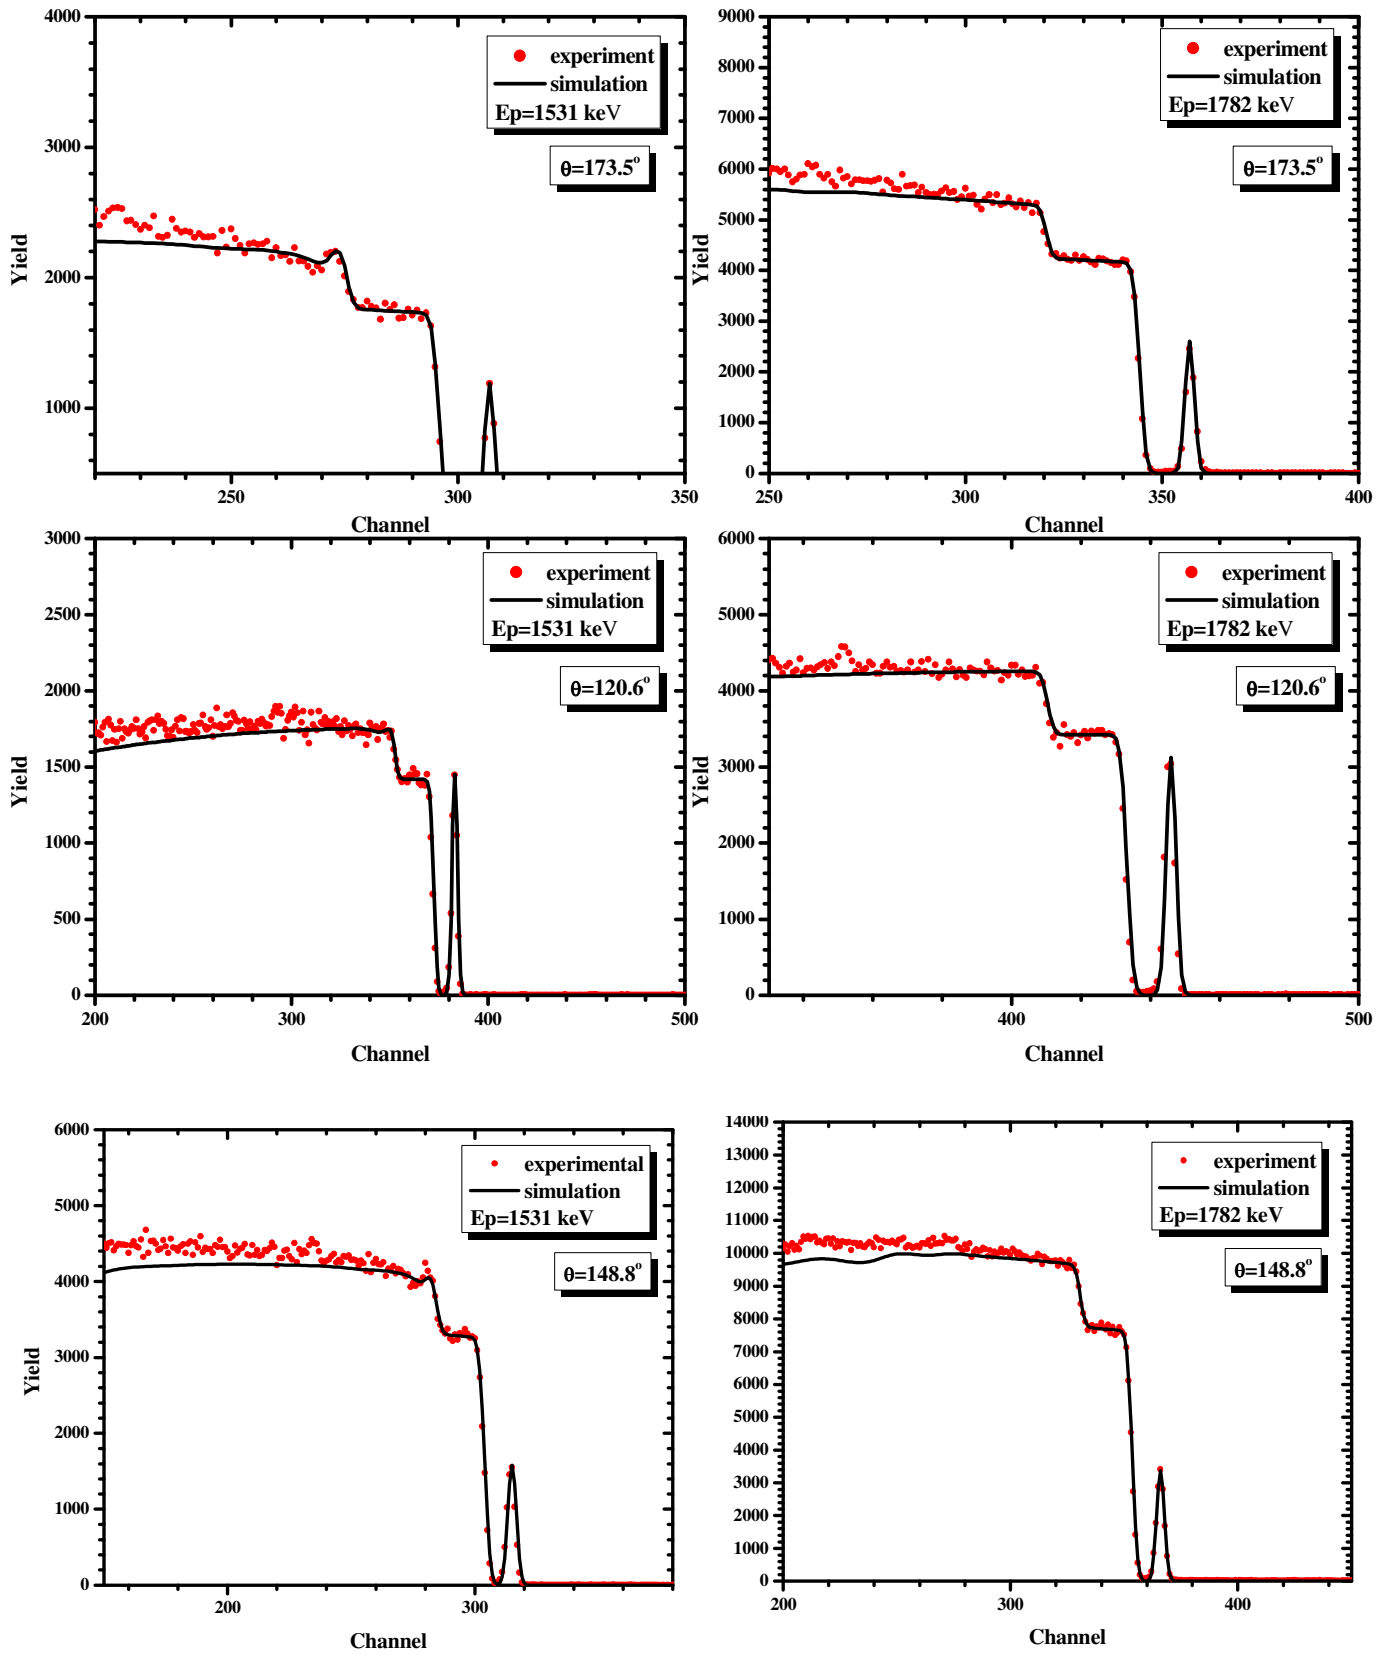 4000
3000
2000
1000
250
300
350
Yield
Channel
experiment
simulation
Ep=1531 keV
θ=173.5°
9000
8000
7000
6000
5000
4000
3000
2000
1000
0
250
300
350
400
Yield
Channel
experiment
simulation
Ep=1782 keV
θ=173.5°
3000
2500
2000
1500
1000
500
0
200
300
400
500
Yield
Channel
experiment
simulation
Ep=1531 keV
θ=120.6°
6000
5000
4000
3000
2000
1000
0
400
500
Yield
Channel
experiment
simulation
Ep=1782 keV
θ=120.6°
6000
5000
4000
3000
2000
1000
0
200
300
Yield
Channel
experimental
simulation
Ep=1531 keV
θ=148.8°
14000
13000
12000
11000
10000
9000
8000
7000
6000
5000
4000
3000
2000
1000
0
200
300
400
Channel
experiment
simulation
Ep=1782 keV
θ=148.8°